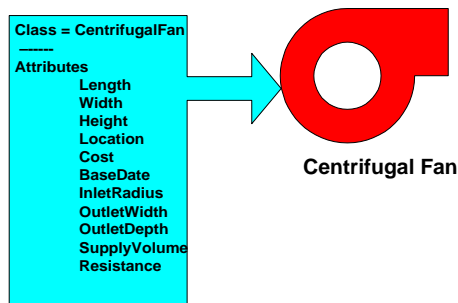 Class = CentrifugalFan
-------
Attributes
Length
Width
Height
Location
Cost
BaseDate
InletRadius
OutletWidth
OutletDepth
SupplyVolume
Resistance
Centrifugal Fan